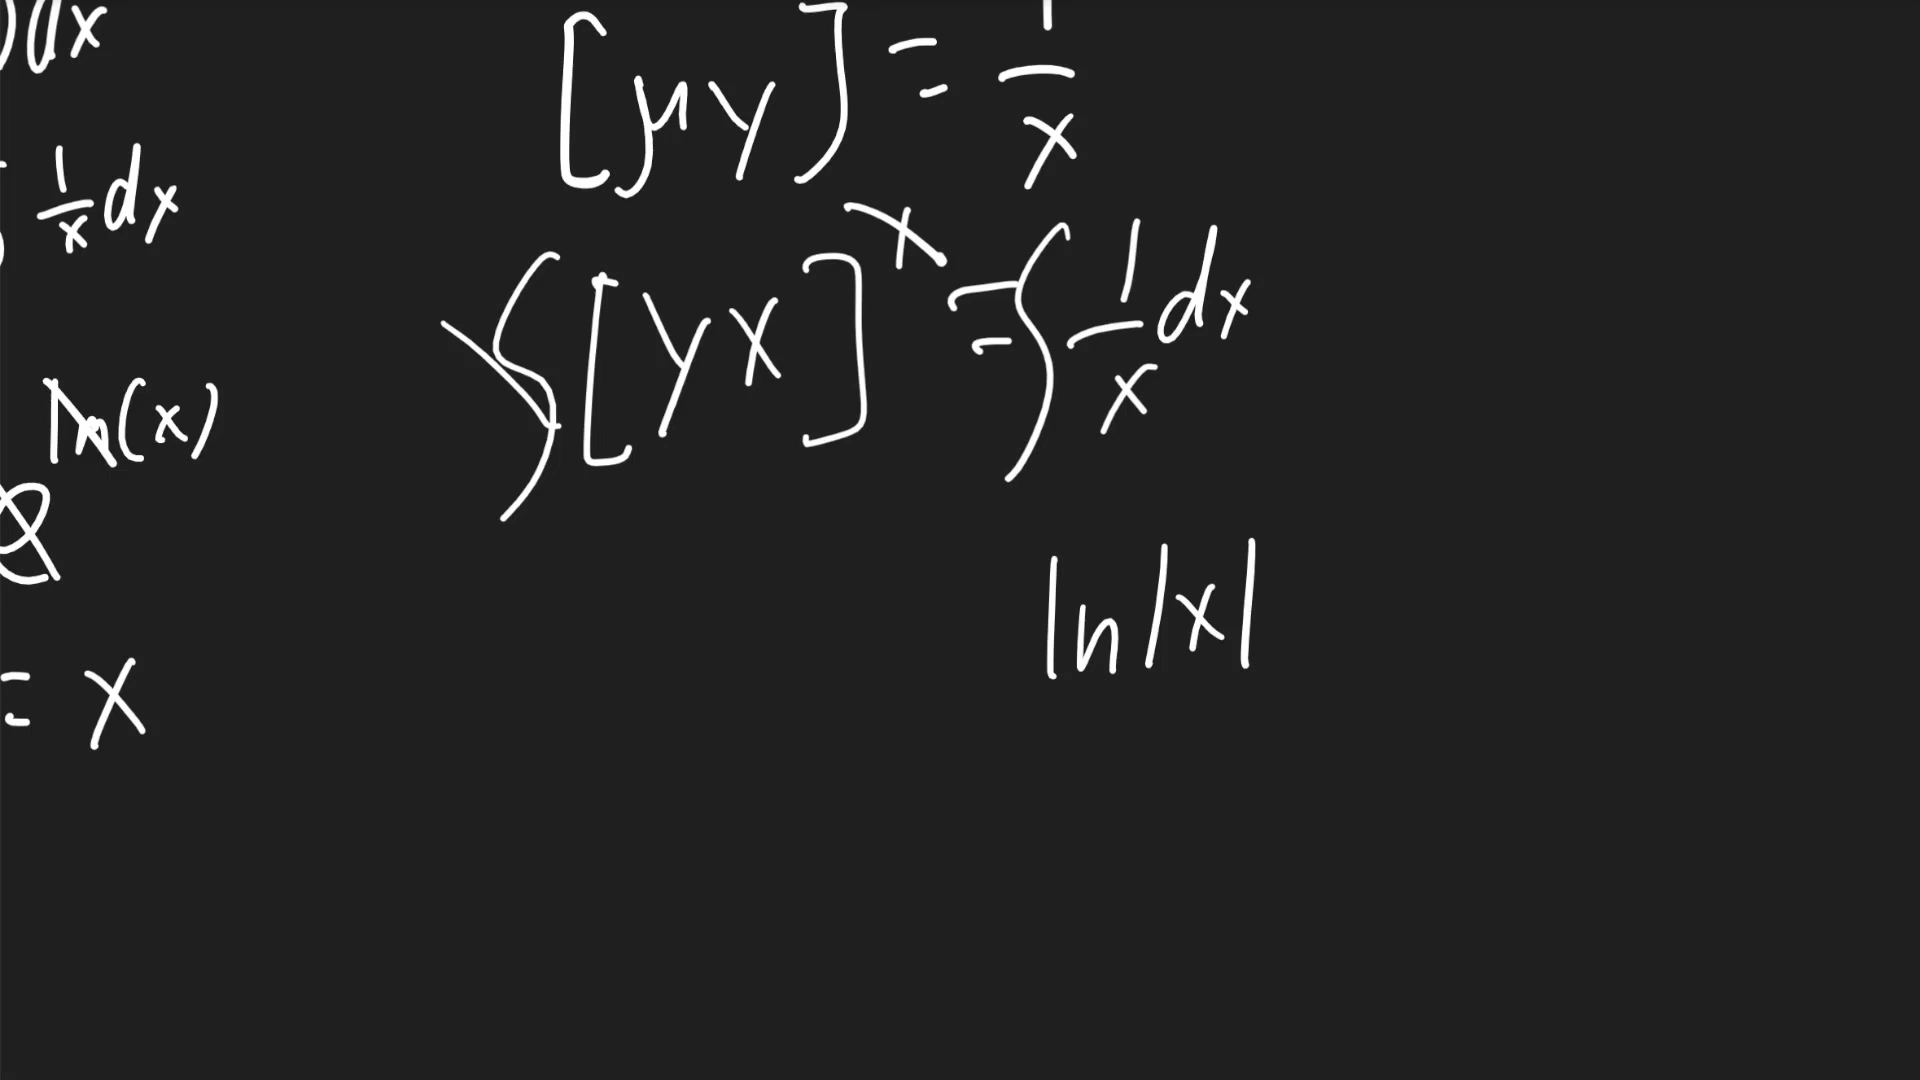 dx
[μy] = 1/x
1/x dx
∫[yx]' = ∫ 1/x dx
ln(x)
e
ln|x|
= x